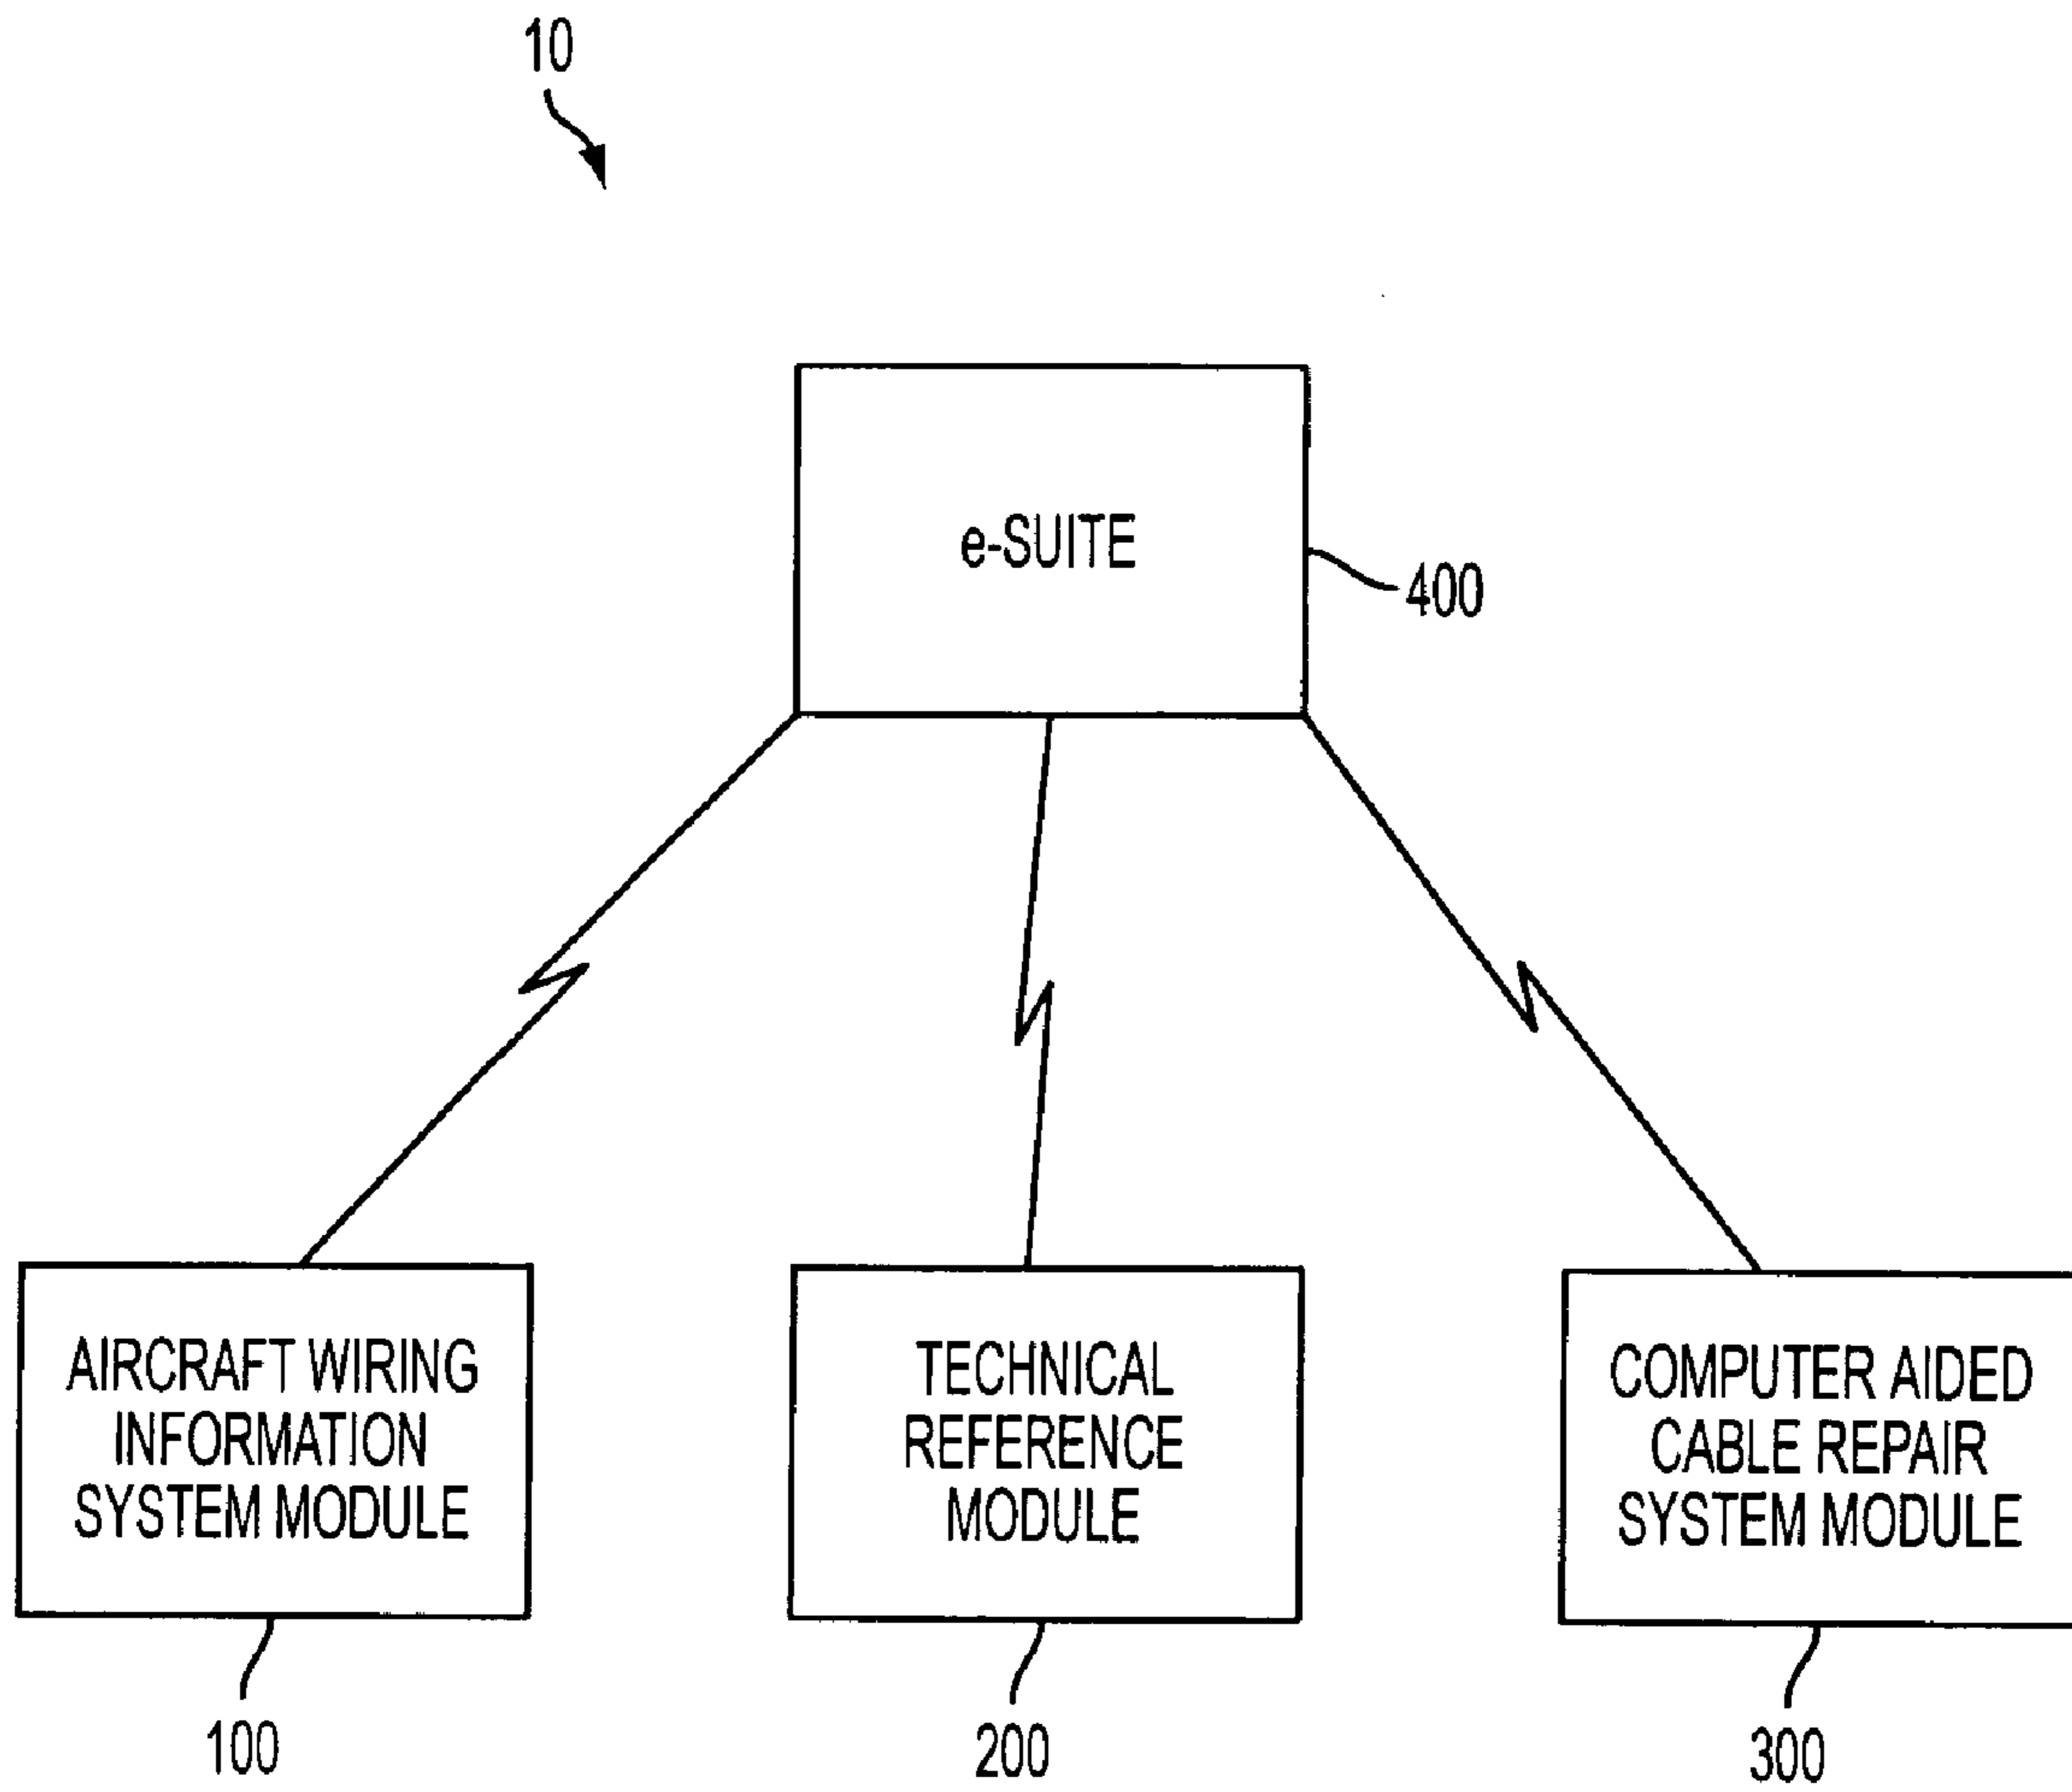 10
e-SUITE
400
AIRCRAFT WIRING
INFORMATION
SYSTEM MODULE
TECHNICAL
REFERENCE
MODULE
COMPUTER AIDED
CABLE REPAIR
SYSTEM MODULE
100
200
300